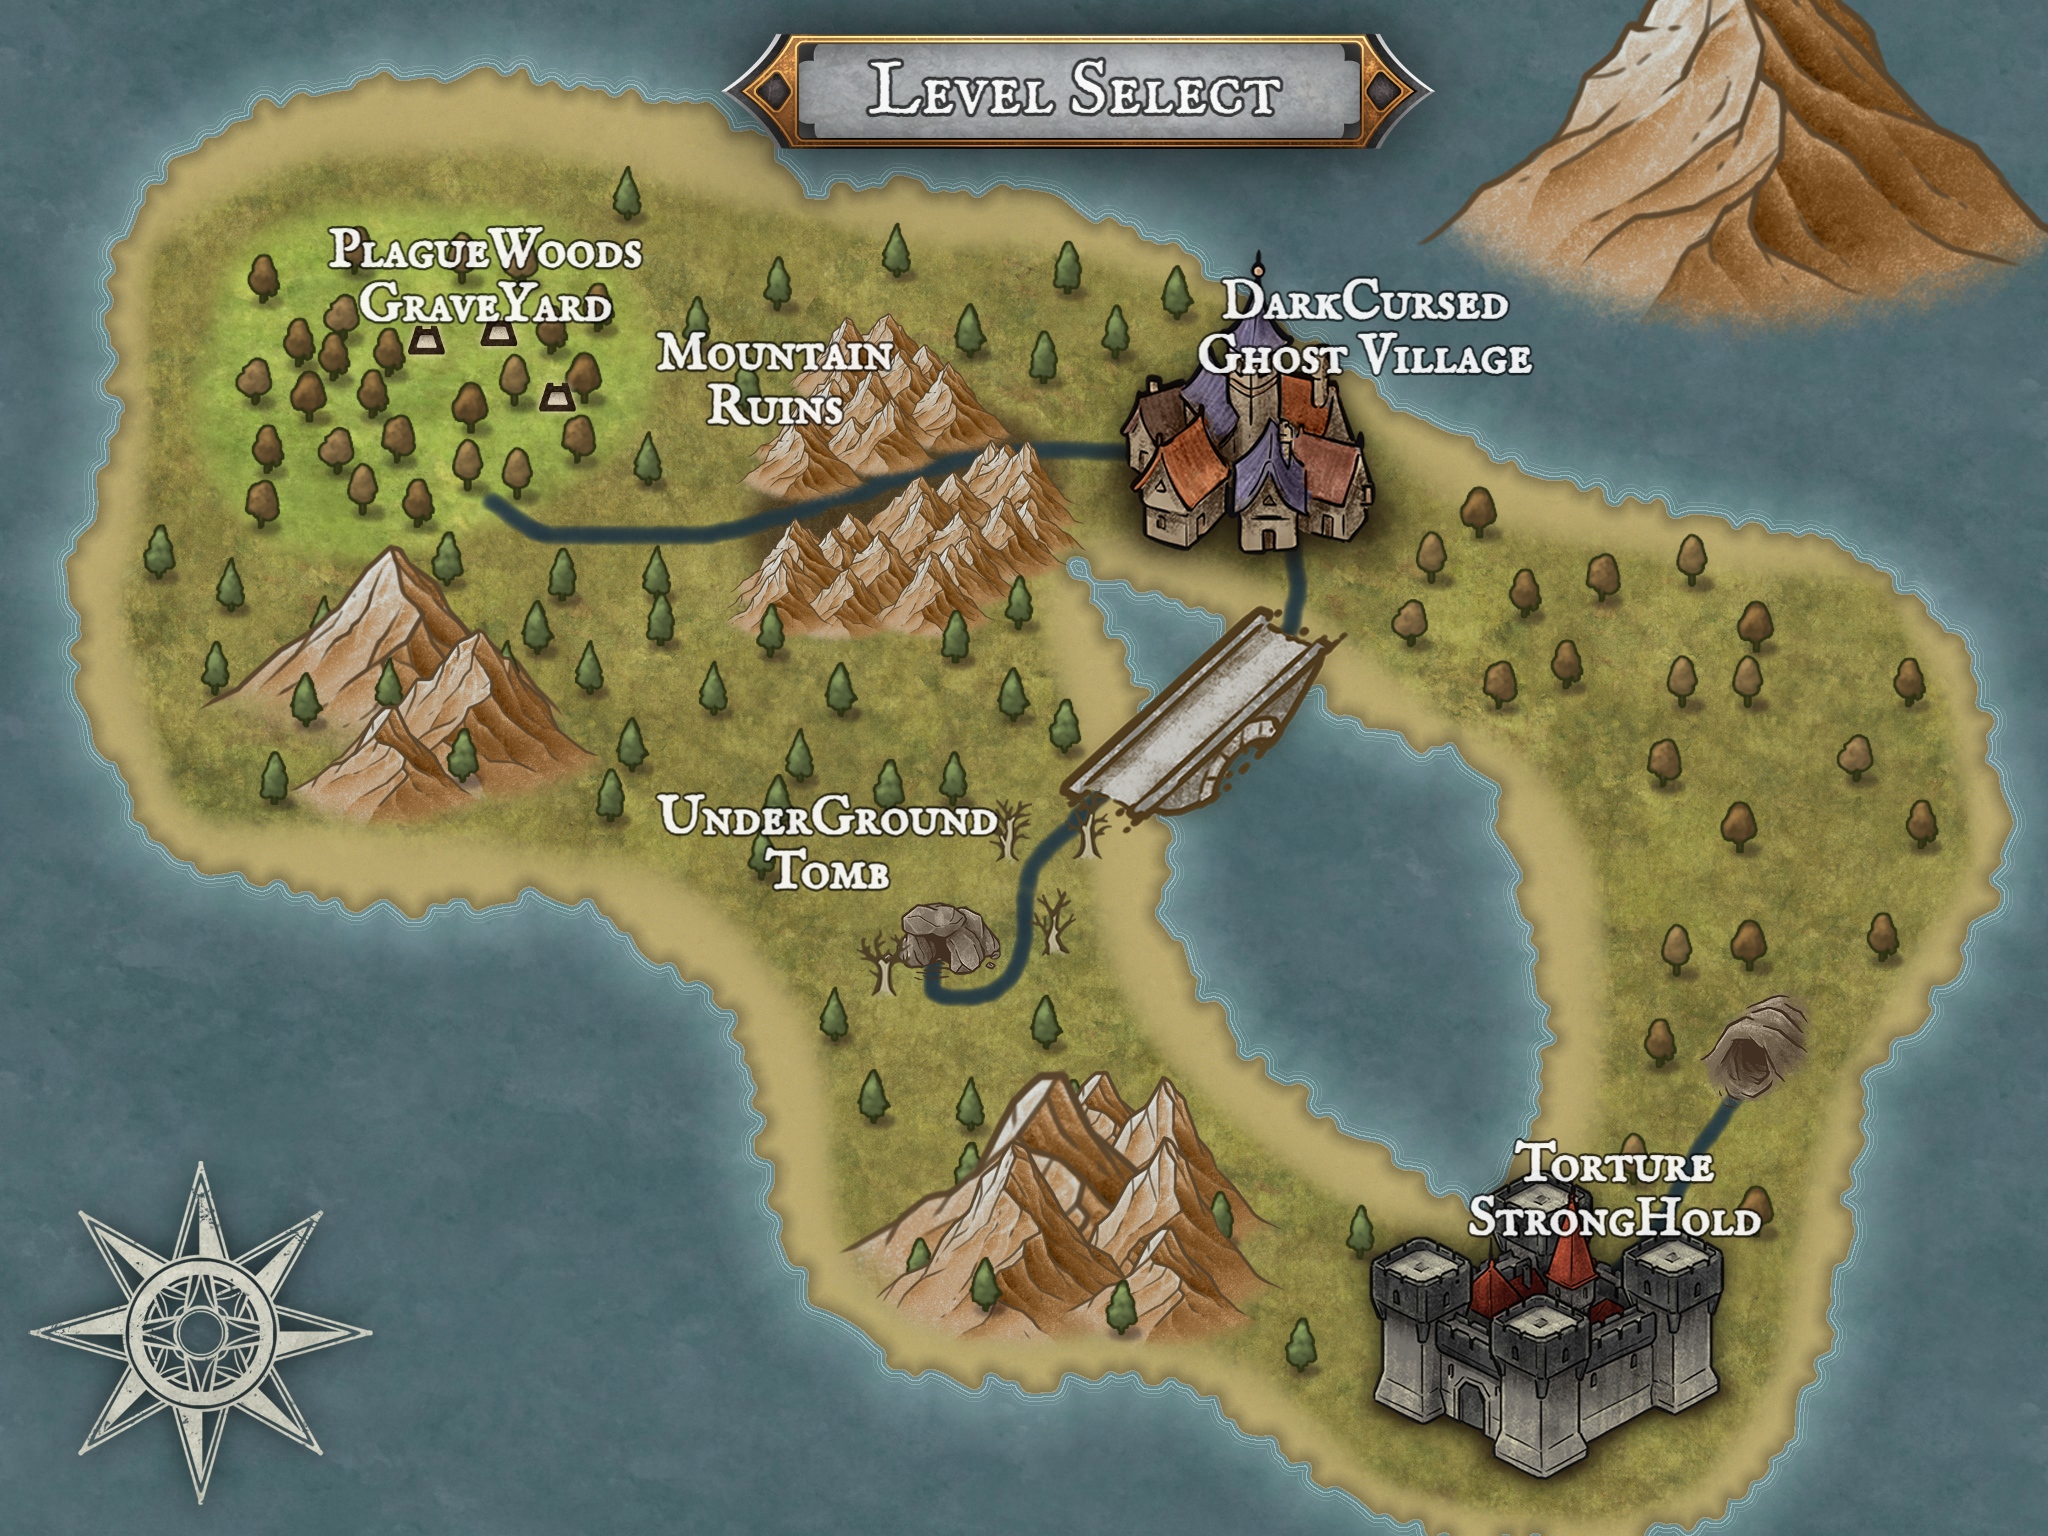 Level Select
PlagueWoods
GraveYard
Mountain
Ruins
DarkCursed
Ghost Village
UnderGround
Tomb
Torture
StrongHold